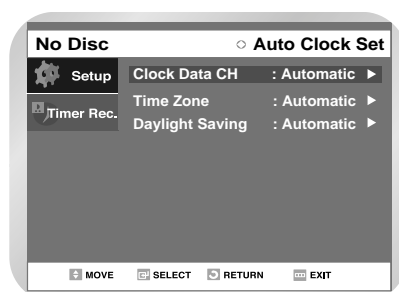 No Disc Auto Clock Set
Setup
Clock Data CH : Automatic
Time Zone : Automatic
Timer Rec.
Daylight Saving : Automatic
MOVE SELECT RETURN EXIT